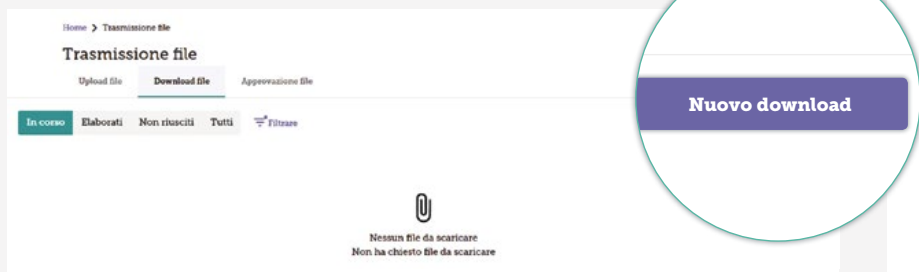 Home > Trasmissione file
Trasmissione file
Upload file Download file Approvazione file
Nuovo download
In corso Elaborati Non riusciti Tutti Filtrare
Nessun file da scaricare
Non ha chiesto file da scaricare